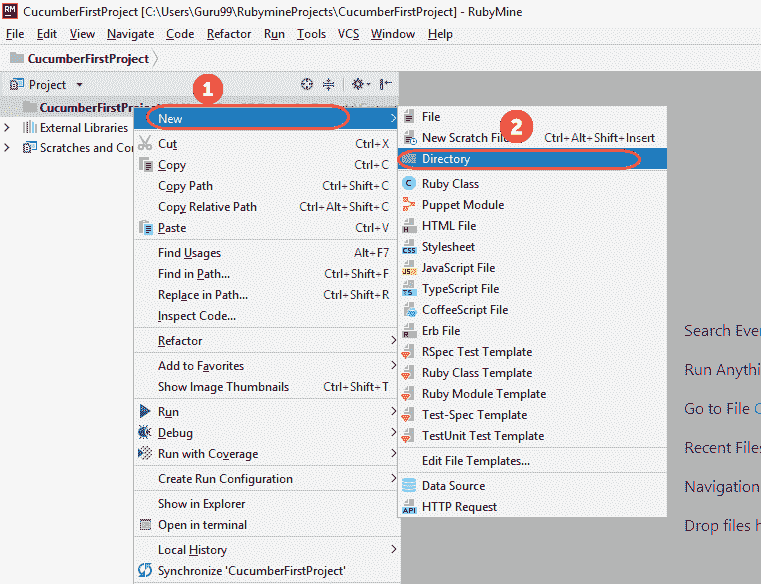 RM CucumberFirstProject [C:\Users\Guru99\RubymineProjects\CucumberFirstProject] - RubyMine
File Edit View Navigate Code Refactor Run Tools VCS Window Help
CucumberFirstProject
Project
1
CucumberFirstProj
External Libraries
Scratches and Co
New
Cut Ctrl+X
Copy Ctrl+C
Copy Path Ctrl+Shift+C
Copy Relative Path Ctrl+Alt+Shift+C
Paste Ctrl+V
Find Usages Alt+F7
Find in Path... Ctrl+Shift+F
Replace in Path... Ctrl+Shift+R
Inspect Code...
Refactor
Add to Favorites
Show Image Thumbnails Ctrl+Shift+T
Run
Debug
Run with Coverage
Create Run Configuration
Show in Explorer
Open in terminal
Local History
Synchronize 'CucumberFirstProject'
2
File
New Scratch Fil Ctrl+Alt+Shift+Insert
Directory
C Ruby Class
Puppet Module
H HTML File
CSS Stylesheet
JS JavaScript File
TS TypeScript File
CoffeeScript File
R Erb File
RSpec Test Template
Ruby Class Template
Ruby Module Template
Test-Spec Template
TestUnit Test Template
Edit File Templates...
Data Source
API HTTP Request
Search Eve
Run Anythi
Go to File C
Recent Files
Navigation
Drop files h